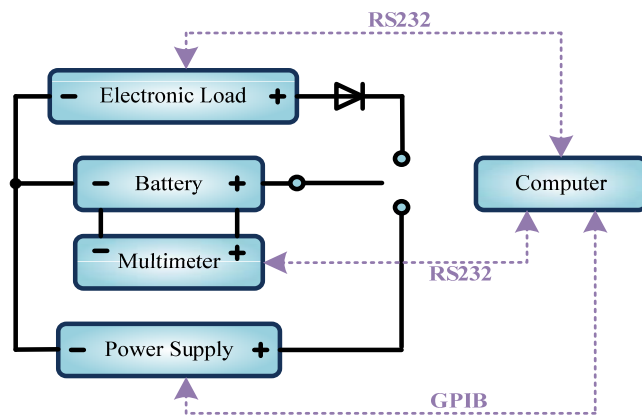 RS232
− Electronic Load +
− Battery +
Computer
− +
Multimeter
RS232
− Power Supply +
GPIB